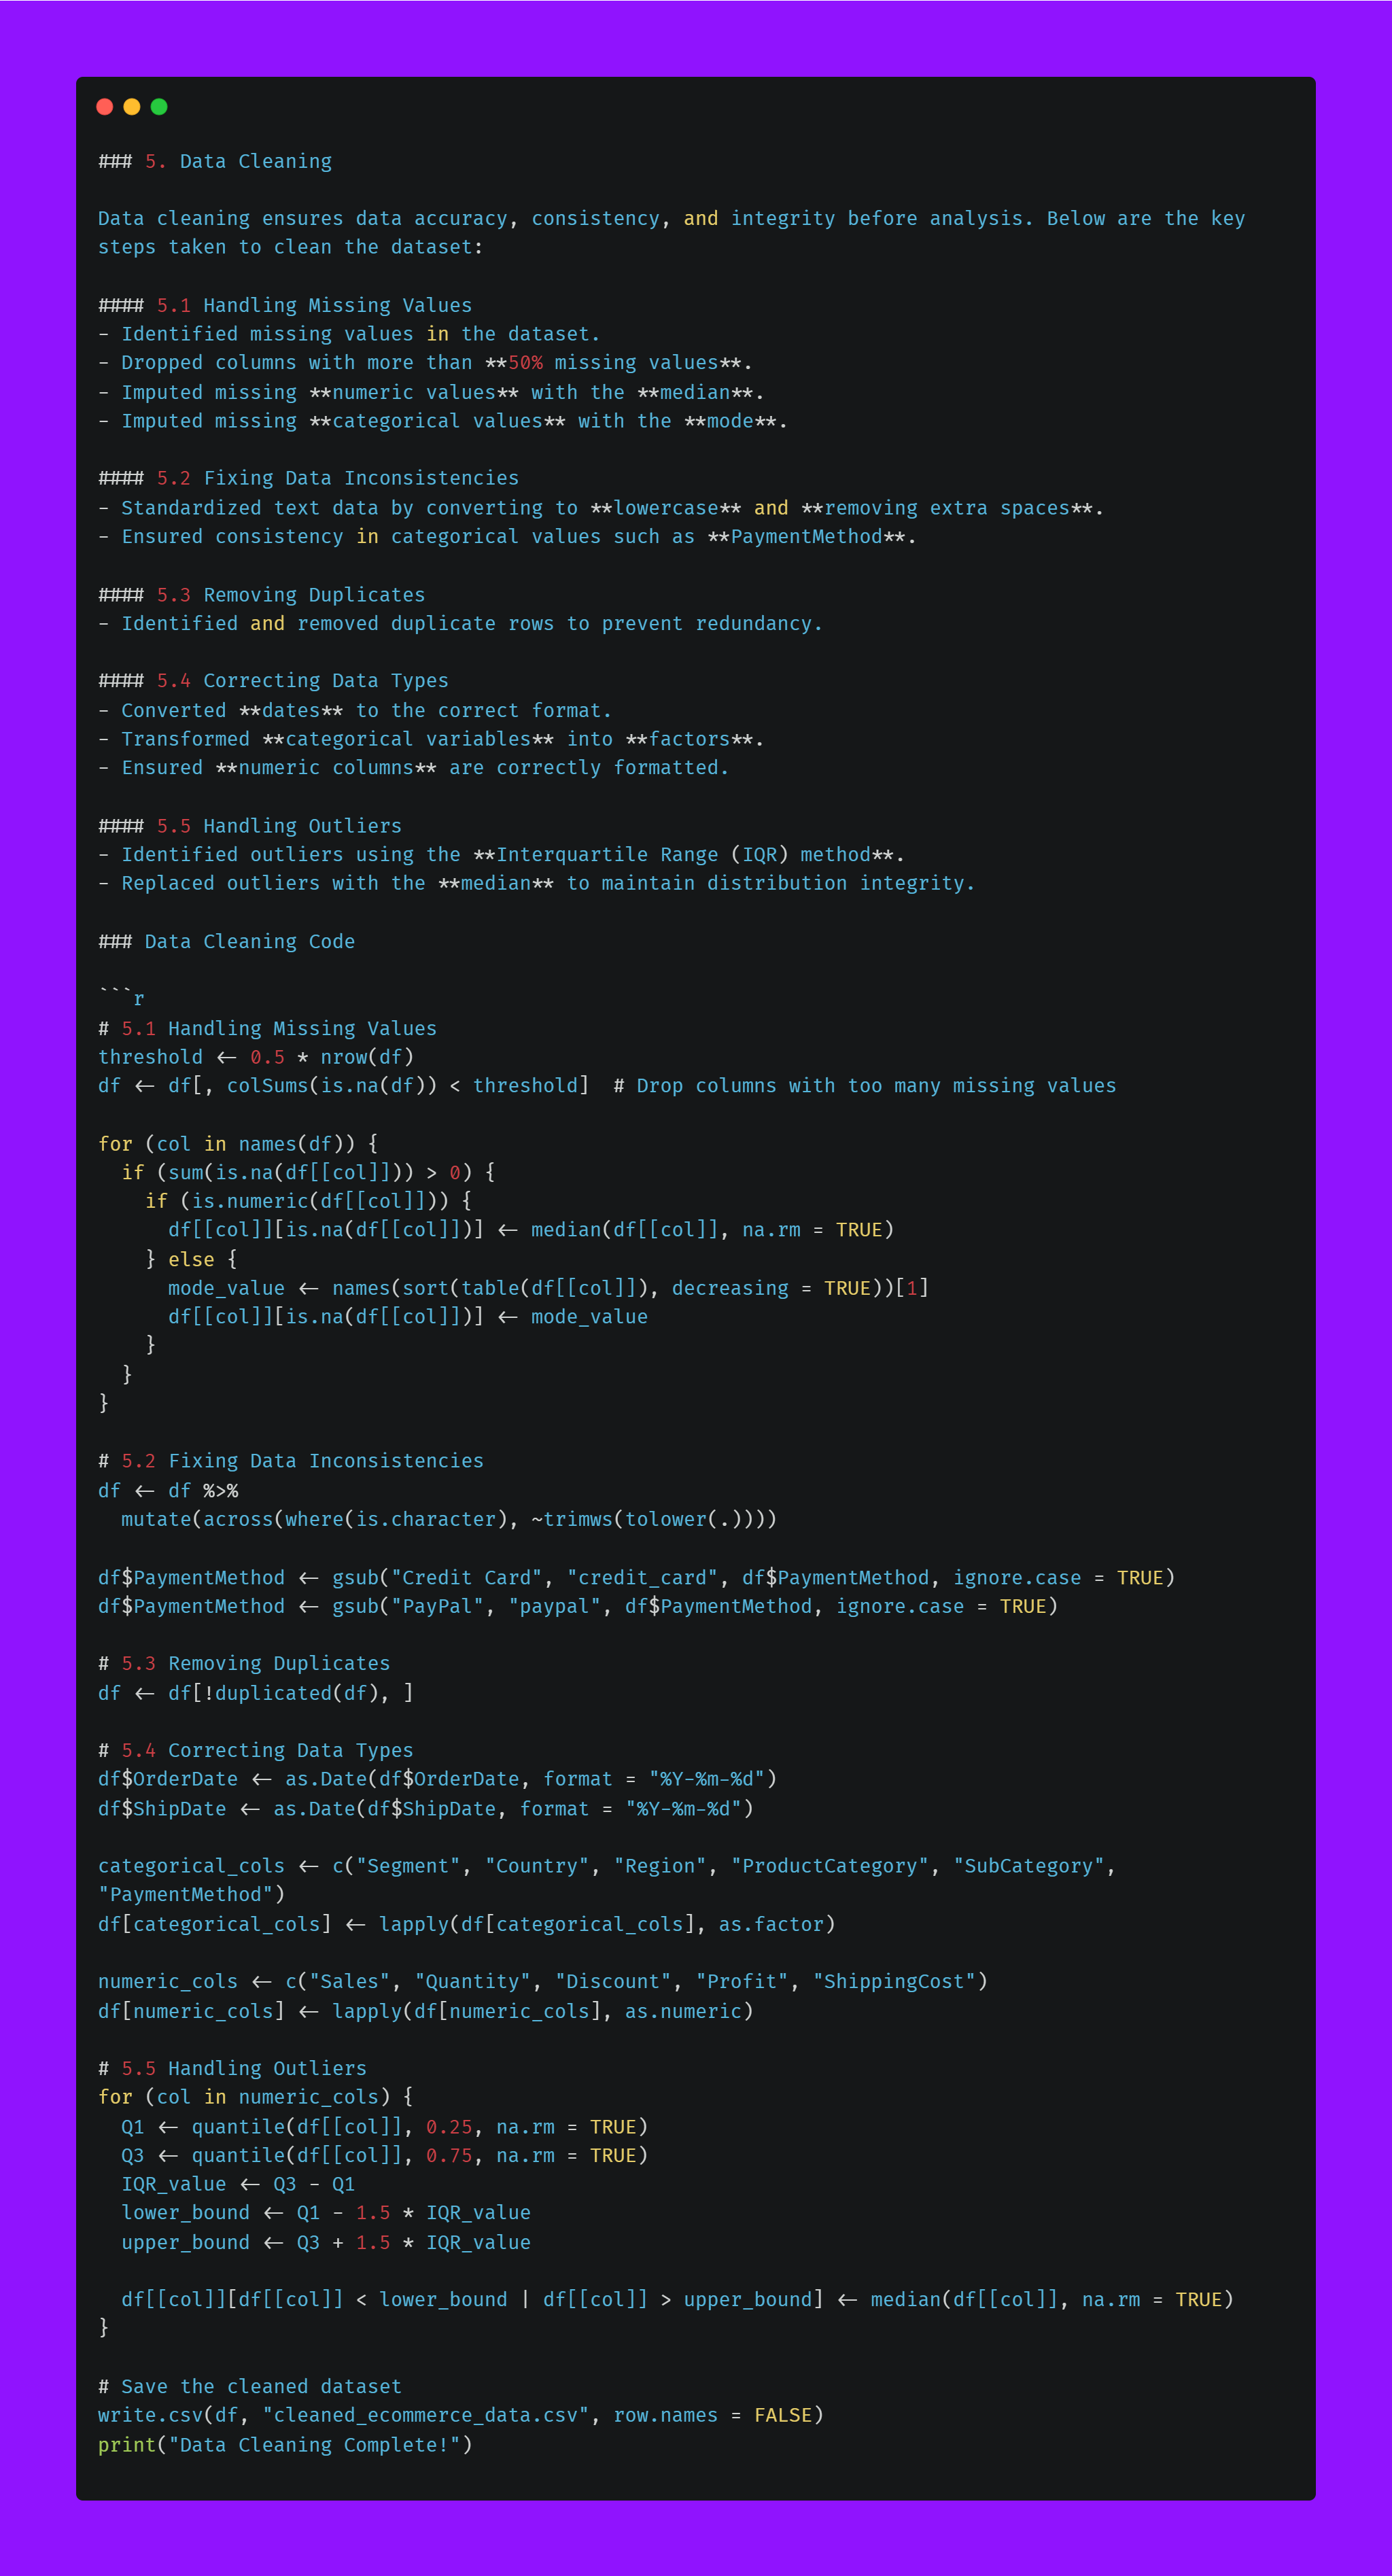 ### 5. Data Cleaning
Data cleaning ensures data accuracy, consistency, and integrity before analysis. Below are the key
steps taken to clean the dataset:
#### 5.1 Handling Missing Values
- Identified missing values in the dataset.
- Dropped columns with more than **50% missing values**.
- Imputed missing **numeric values** with the **median**.
- Imputed missing **categorical values** with the **mode**.
#### 5.2 Fixing Data Inconsistencies
- Standardized text data by converting to **lowercase** and **removing extra spaces**.
- Ensured consistency in categorical values such as **PaymentMethod**.
#### 5.3 Removing Duplicates
- Identified and removed duplicate rows to prevent redundancy.
#### 5.4 Correcting Data Types
- Converted **dates** to the correct format.
- Transformed **categorical variables** into **factors**.
- Ensured **numeric columns** are correctly formatted.
#### 5.5 Handling Outliers
- Identified outliers using the **Interquartile Range (IQR) method**.
- Replaced outliers with the **median** to maintain distribution integrity.
### Data Cleaning Code
```r
# 5.1 Handling Missing Values
threshold <- 0.5 * nrow(df)
df <- df[, colSums(is.na(df)) < threshold]  # Drop columns with too many missing values
for (col in names(df)) {
  if (sum(is.na(df[[col]])) > 0) {
    if (is.numeric(df[[col]])) {
      df[[col]][is.na(df[[col]])] <- median(df[[col]], na.rm = TRUE)
    } else {
      mode_value <- names(sort(table(df[[col]]), decreasing = TRUE))[1]
      df[[col]][is.na(df[[col]])] <- mode_value
    }
  }
}
# 5.2 Fixing Data Inconsistencies
df <- df %>%
  mutate(across(where(is.character), ~trimws(tolower(.))))
df$PaymentMethod <- gsub("Credit Card", "credit_card", df$PaymentMethod, ignore.case = TRUE)
df$PaymentMethod <- gsub("PayPal", "paypal", df$PaymentMethod, ignore.case = TRUE)
# 5.3 Removing Duplicates
df <- df[!duplicated(df), ]
# 5.4 Correcting Data Types
df$OrderDate <- as.Date(df$OrderDate, format = "%Y-%m-%d")
df$ShipDate <- as.Date(df$ShipDate, format = "%Y-%m-%d")
categorical_cols <- c("Segment", "Country", "Region", "ProductCategory", "SubCategory",
"PaymentMethod")
df[categorical_cols] <- lapply(df[categorical_cols], as.factor)
numeric_cols <- c("Sales", "Quantity", "Discount", "Profit", "ShippingCost")
df[numeric_cols] <- lapply(df[numeric_cols], as.numeric)
# 5.5 Handling Outliers
for (col in numeric_cols) {
  Q1 <- quantile(df[[col]], 0.25, na.rm = TRUE)
  Q3 <- quantile(df[[col]], 0.75, na.rm = TRUE)
  IQR_value <- Q3 - Q1
  lower_bound <- Q1 - 1.5 * IQR_value
  upper_bound <- Q3 + 1.5 * IQR_value
  df[[col]][df[[col]] < lower_bound | df[[col]] > upper_bound] <- median(df[[col]], na.rm = TRUE)
}
# Save the cleaned dataset
write.csv(df, "cleaned_ecommerce_data.csv", row.names = FALSE)
print("Data Cleaning Complete!")